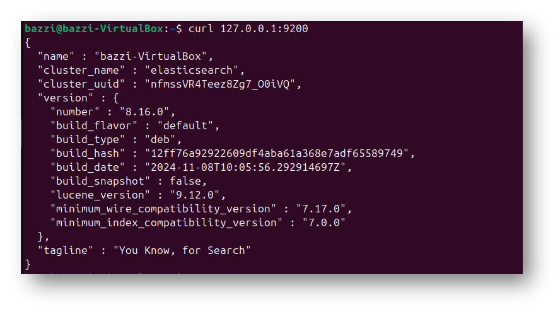 bazzi@bazzi-VirtualBox:~$ curl 127.0.0.1:9200
{
  "name" : "bazzi-VirtualBox",
  "cluster_name" : "elasticsearch",
  "cluster_uuid" : "nfmssVR4Teez8Zg7_O0iVQ",
  "version" : {
    "number" : "8.16.0",
    "build_flavor" : "default",
    "build_type" : "deb",
    "build_hash" : "12ff76a92922609df4aba61a368e7adf65589749",
    "build_date" : "2024-11-08T10:05:56.292914697Z",
    "build_snapshot" : false,
    "lucene_version" : "9.12.0",
    "minimum_wire_compatibility_version" : "7.17.0",
    "minimum_index_compatibility_version" : "7.0.0"
  },
  "tagline" : "You Know, for Search"
}